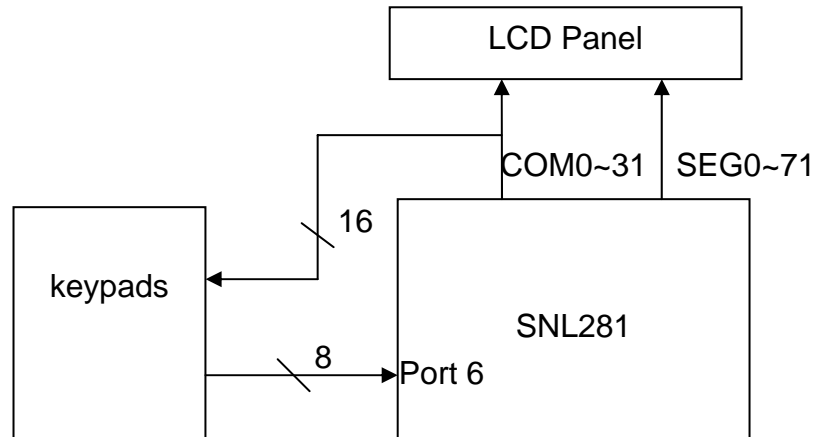 LCD Panel
COM0~31
SEG0~71
16
keypads
SNL281
8
Port 6